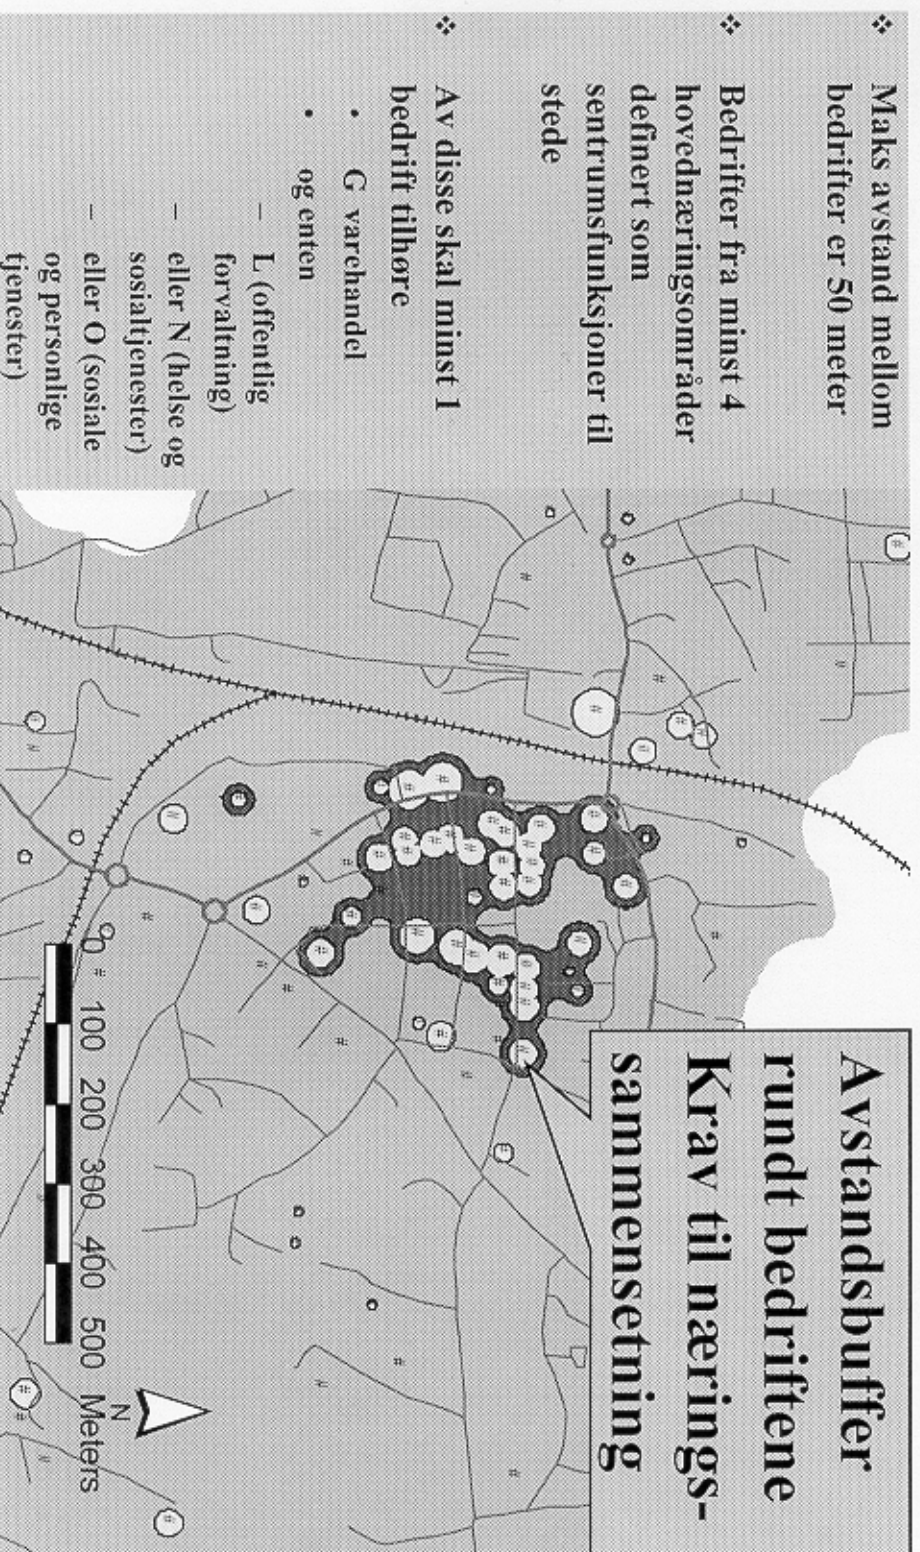 Avstandsbuffer
rundt bedriftene
Krav til nærings-
sammensetning
❖ Maks avstand mellom
bedrifter er 50 meter
❖ Bedrifter fra minst 4
hovednæringsområder
definert som
sentrumsfunksjoner til
stede
❖ Av disse skal minst 1
bedrift tilhøre
• G varehandel
• og enten
– L (offentlig
forvaltning)
– eller N (helse og
sosialtjenester)
– eller O (sosiale
og personlige
tjenester)
N
0 100 200 300 400 500 Meters